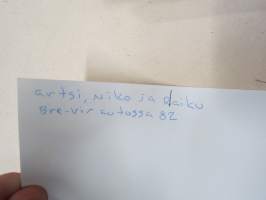 artsi, Niko ja Raiku
Bre-Vir autossa 82